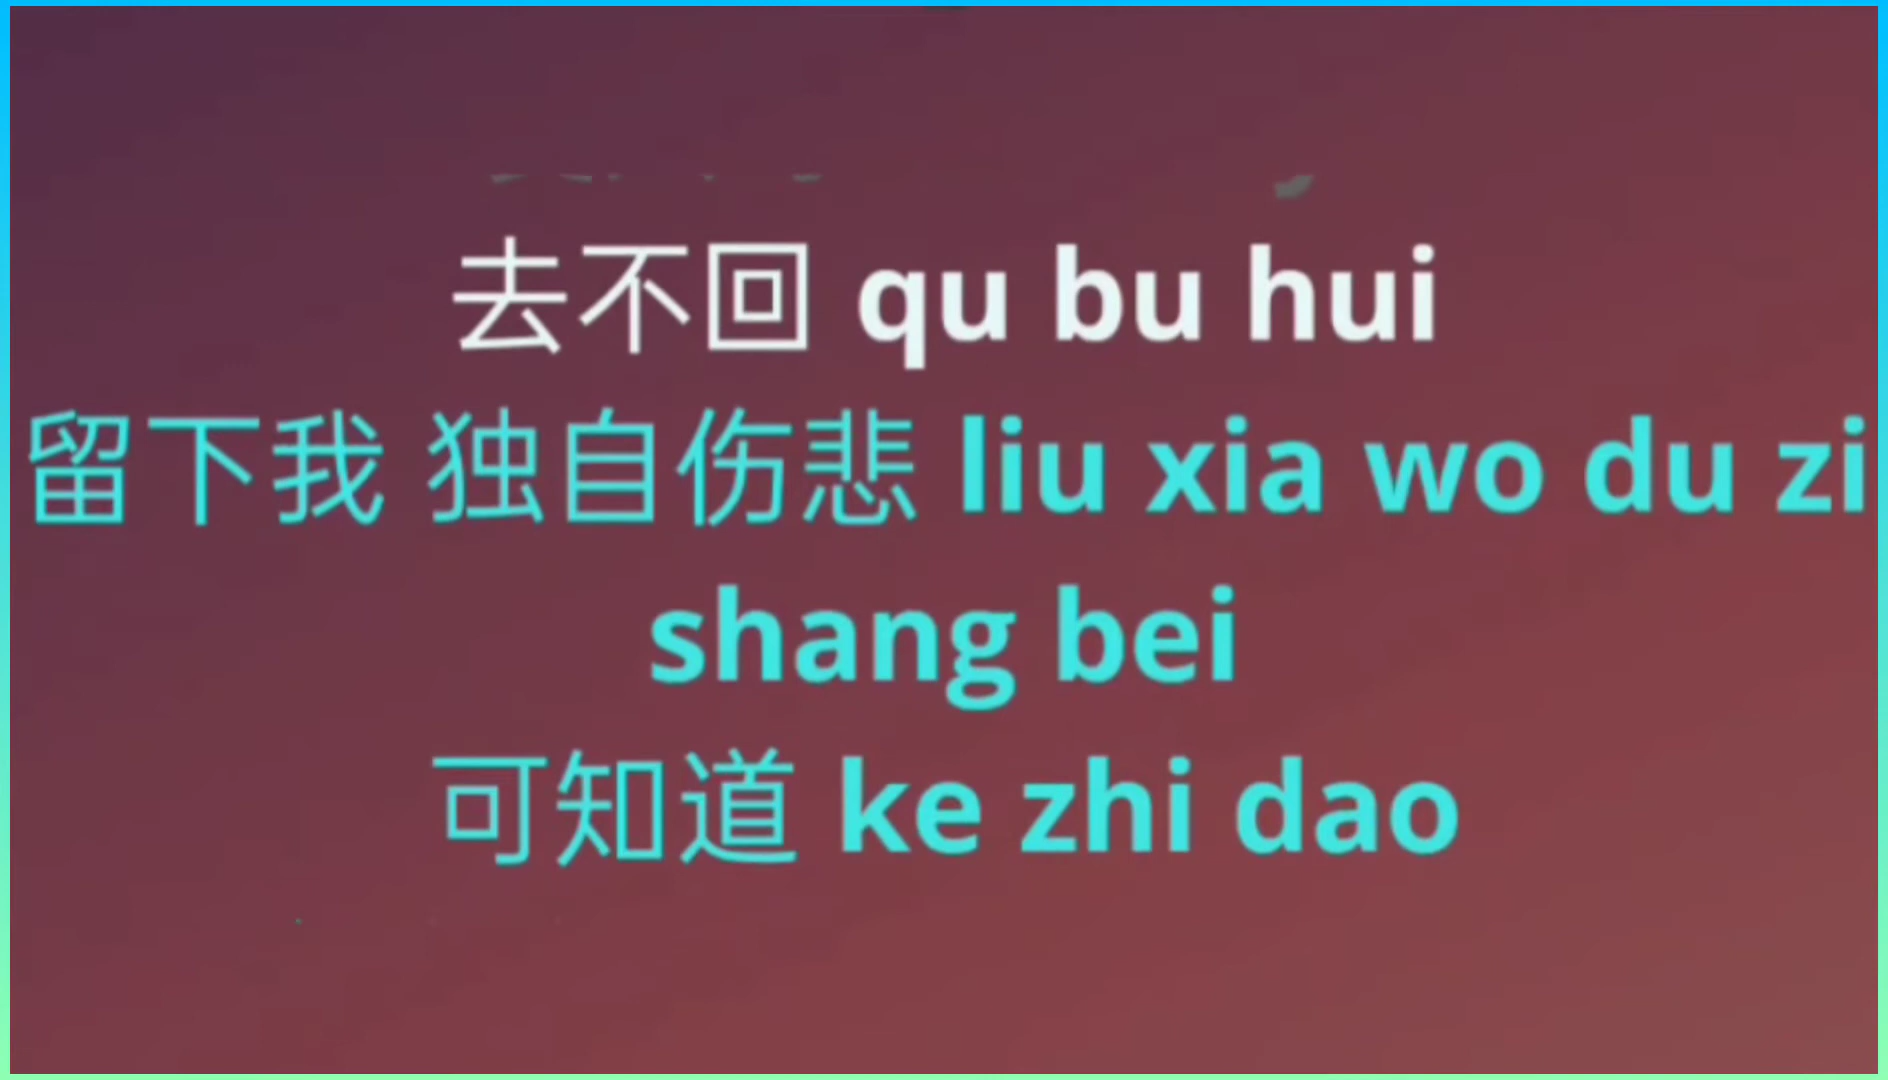 去不回 qu bu hui
留下我 独自伤悲 liu xia wo du zi
shang bei
可知道 ke zhi dao